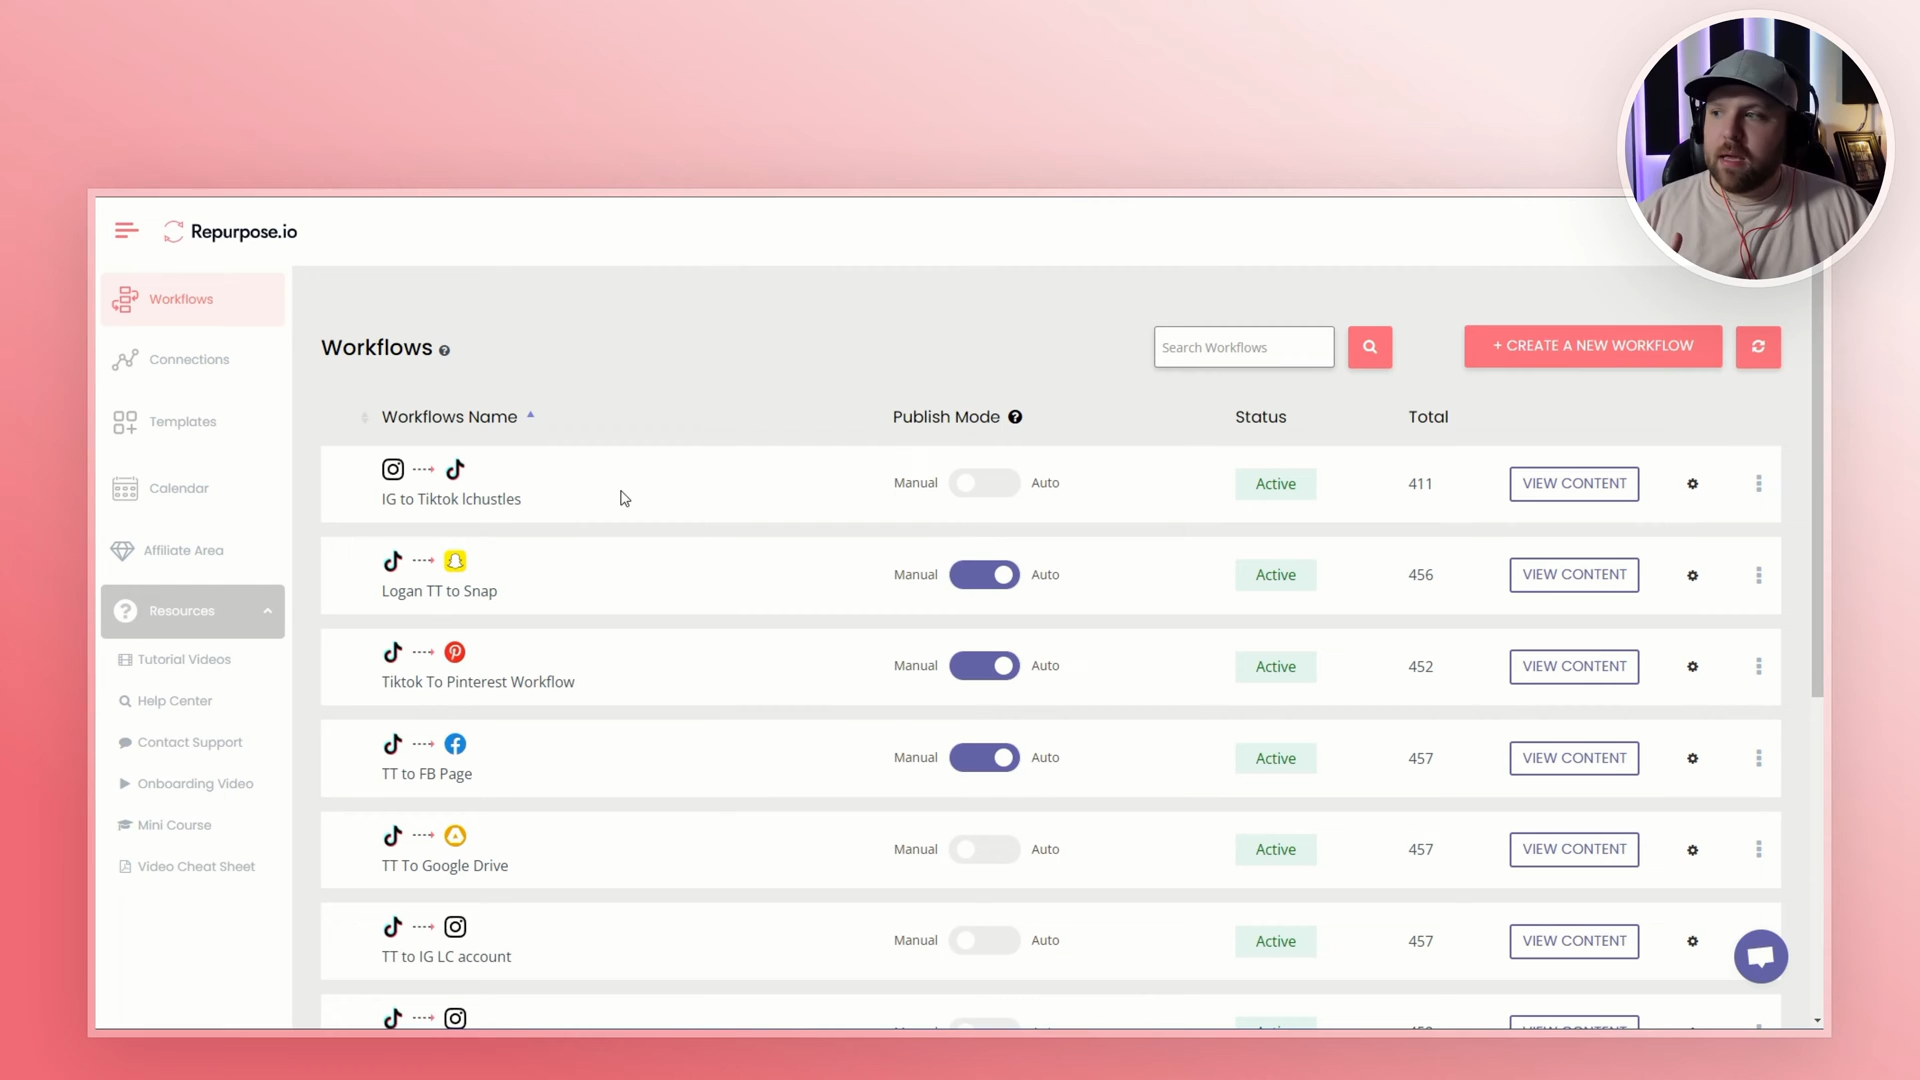 Repurpose.io
Workflows
Connections
Templates
Calendar
Affiliate Area
Resources
Tutorial Videos
Help Center
Contact Support
Onboarding Video
Mini Course
Video Cheat Sheet
Workflows
Search Workflows
+ CREATE A NEW WORKFLOW
Workflows Name Publish Mode Status Total
IG to Tiktok lchustles Manual Auto Active 411 VIEW CONTENT
Logan TT to Snap Manual Auto Active 456 VIEW CONTENT
Tiktok To Pinterest Workflow Manual Auto Active 452 VIEW CONTENT
TT to FB Page Manual Auto Active 457 VIEW CONTENT
TT To Google Drive Manual Auto Active 457 VIEW CONTENT
TT to IG LC account Manual Auto Active 457 VIEW CONTENT
VIEW CONTENT